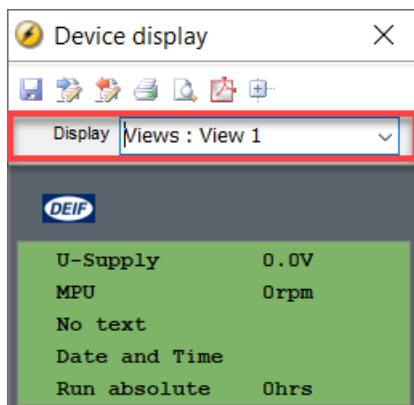 Device display
Display Views : View 1
DEIF
U-Supply 0.0V
MPU 0rpm
No text
Date and Time
Run absolute 0hrs